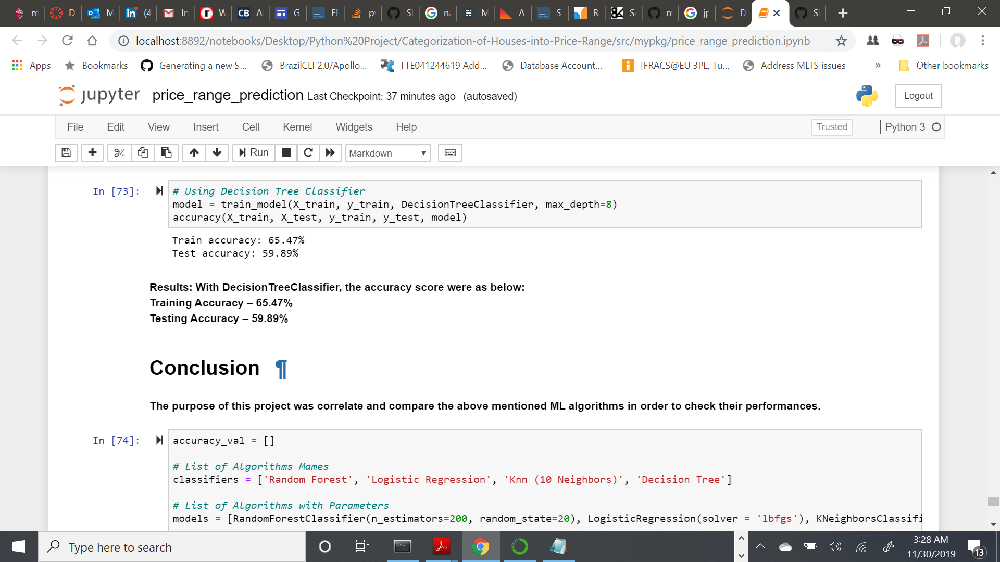 m D M (4 In W CB A G FI p SI n M A S R S n jp D SI
localhost:8892/notebooks/Desktop/Python%20Project/Categorization-of-Houses-into-Price-Range/src/mypkg/price_range_prediction.ipynb
Apps Bookmarks Generating a new S... BrazilCLI 2.0/Apollo... TTE041244619 Add... Database Account... [FRACS@EU 3PL, Tu... Address MLTS issues » Other bookmarks
jupyter price_range_prediction Last Checkpoint: 37 minutes ago (autosaved) Logout
File Edit View Insert Cell Kernel Widgets Help Trusted Python 3
Run Markdown
In [73]: # Using Decision Tree Classifier
model = train_model(X_train, y_train, DecisionTreeClassifier, max_depth=8)
accuracy(X_train, X_test, y_train, y_test, model)
Train accuracy: 65.47%
Test accuracy: 59.89%
Results: With DecisionTreeClassifier, the accuracy score were as below:
Training Accuracy – 65.47%
Testing Accuracy – 59.89%
Conclusion ¶
The purpose of this project was correlate and compare the above mentioned ML algorithms in order to check their performances.
In [74]: accuracy_val = []
# List of Algorithms Mames
classifiers = ['Random Forest', 'Logistic Regression', 'Knn (10 Neighbors)', 'Decision Tree']
# List of Algorithms with Parameters
models = [RandomForestClassifier(n_estimators=200, random_state=20), LogisticRegression(solver = 'lbfgs'), KNeighborsClassifi
Type here to search
3:28 AM
11/30/2019
13